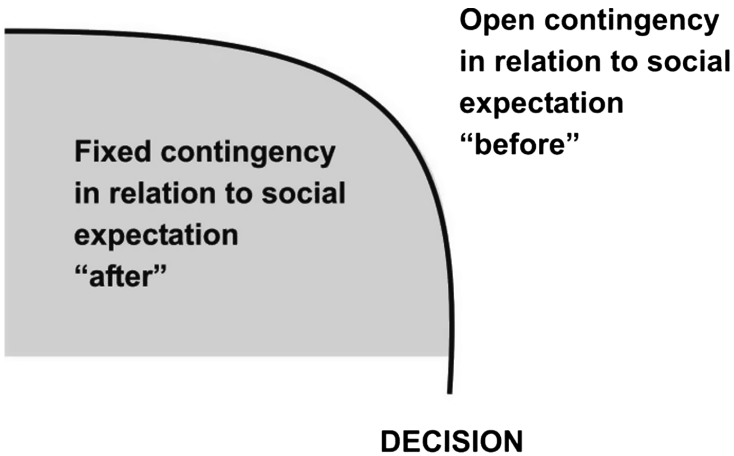 Open contingency
in relation to social
expectation
“before”
Fixed contingency
in relation to social
expectation
“after”
DECISION